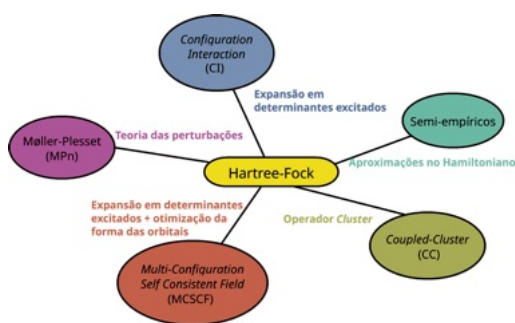 Configuration
Interaction
(CI)
Expansão em
determinantes excitados
Semi-empíricos
Møller-Plesset
(MPn)
Teoria das perturbações
Aproximações no Hamiltoniano
Hartree-Fock
Expansão em determinantes
excitados + otimização da
forma das orbitais
Operador Cluster
Coupled-Cluster
(CC)
Multi-Configuration
Self Consistent Field
(MCSCF)